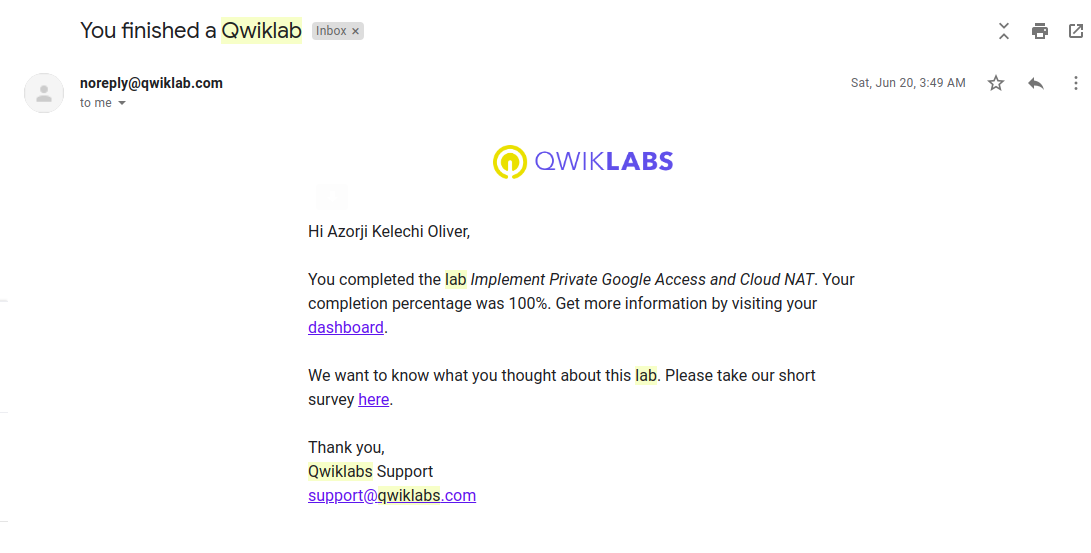 You finished a Qwiklab Inbox ×
noreply@qwiklab.com
Sat, Jun 20, 3:49 AM
to me
QWIKLABS
Hi Azorji Kelechi Oliver,
You completed the lab Implement Private Google Access and Cloud NAT. Your
completion percentage was 100%. Get more information by visiting your
dashboard.
We want to know what you thought about this lab. Please take our short
survey here.
Thank you,
Qwiklabs Support
support@qwiklabs.com